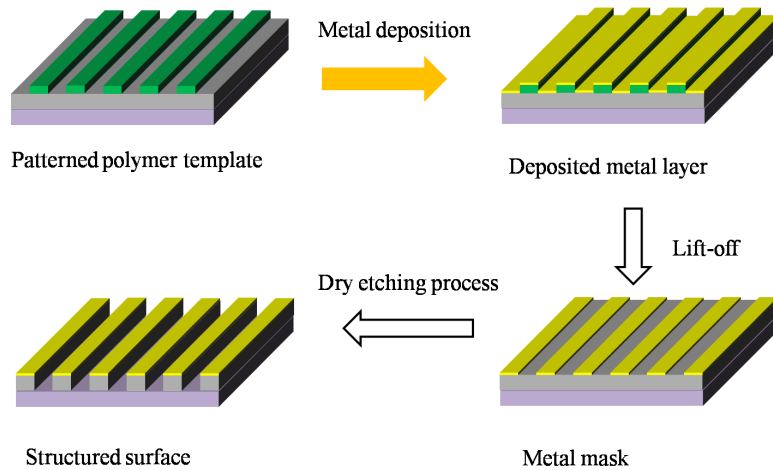 Metal deposition
Patterned polymer template
Deposited metal layer
Lift-off
Dry etching process
Structured surface
Metal mask